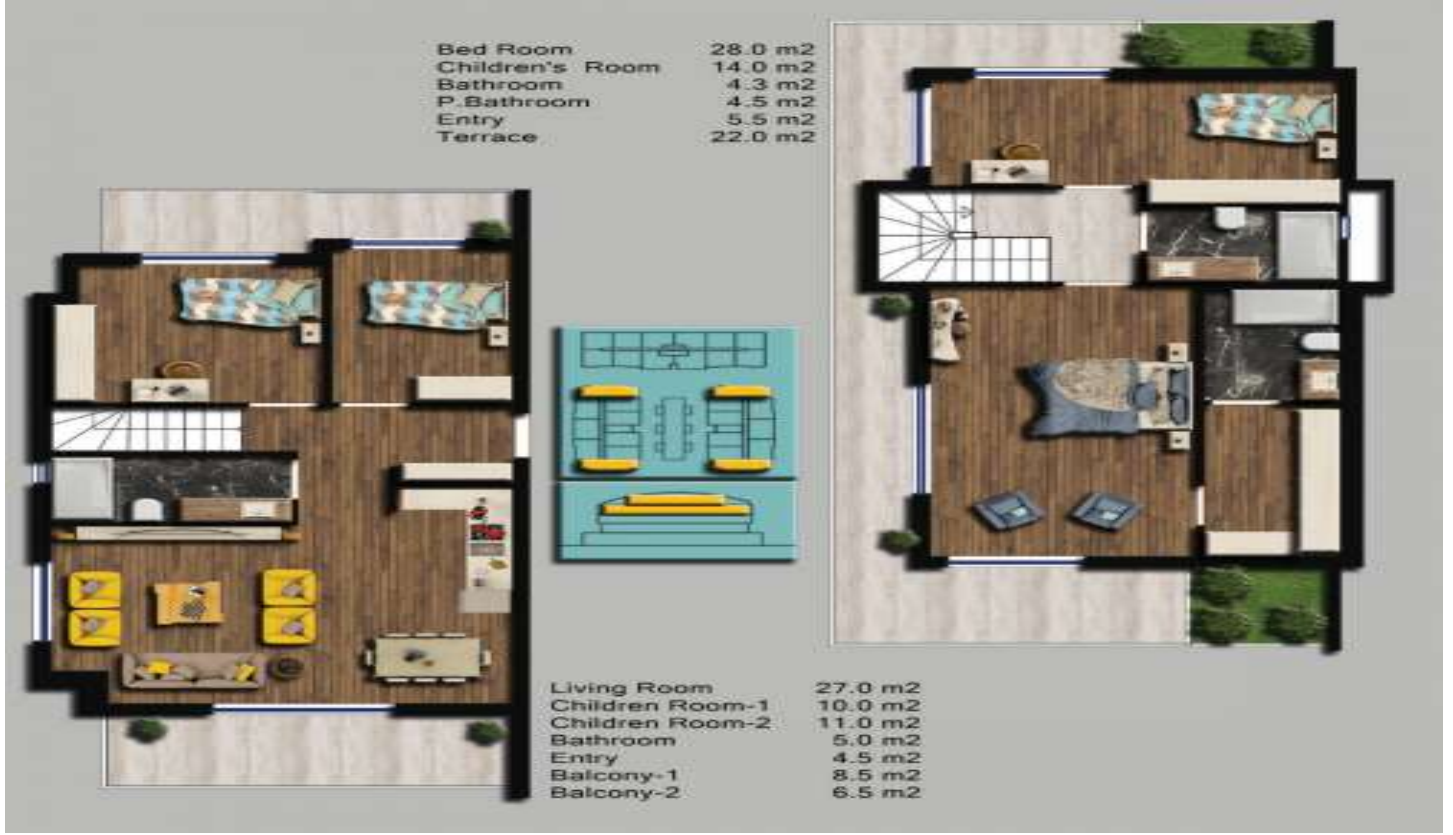 Bed Room 28.0 m2
Children's Room 14.0 m2
Bathroom 4.3 m2
P.Bathroom 4.5 m2
Entry 5.5 m2
Terrace 22.0 m2
Living Room 27.0 m2
Children Room-1 10.0 m2
Children Room-2 11.0 m2
Bathroom 5.0 m2
Entry 4.5 m2
Balcony-1 8.5 m2
Balcony-2 6.5 m2